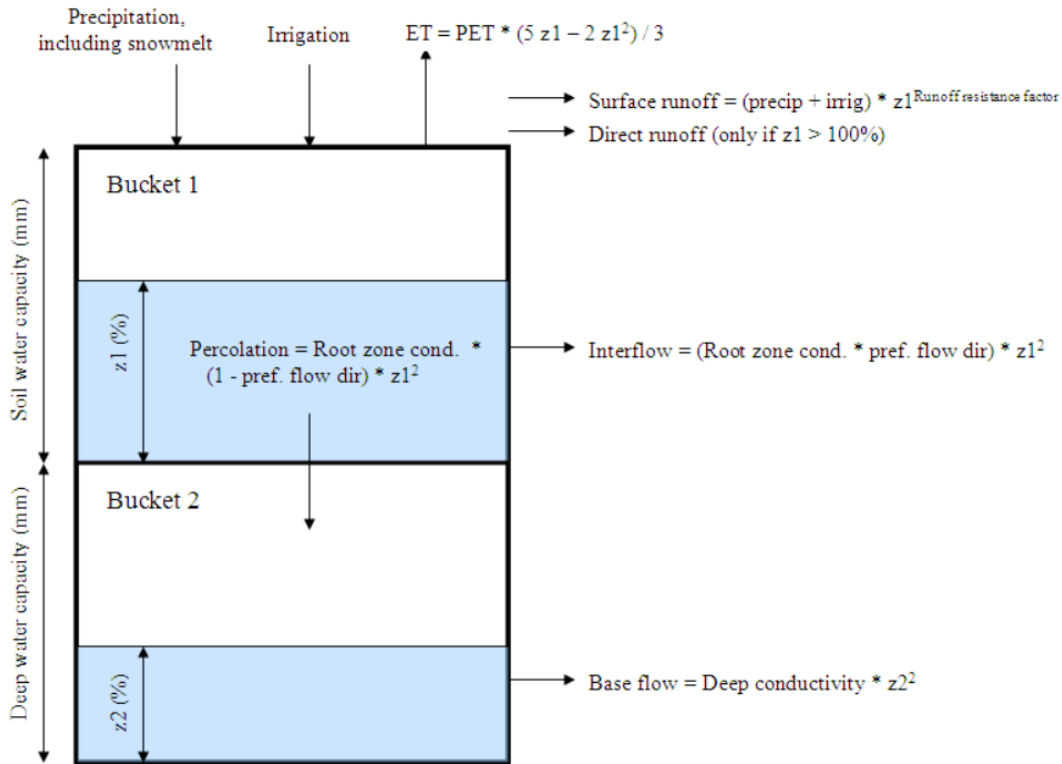 Precipitation,
including snowmelt
Irrigation
ET = PET * (5 z1 – 2 z1²) / 3
Surface runoff = (precip + irrig) * z1^Runoff resistance factor
Direct runoff (only if z1 > 100%)
Bucket 1
Soil water capacity (mm)
z1 (%)
Percolation = Root zone cond. *
(1 - pref. flow dir) * z1²
Interflow = (Root zone cond. * pref. flow dir) * z1²
Bucket 2
Deep water capacity (mm)
z2 (%)
Base flow = Deep conductivity * z2²